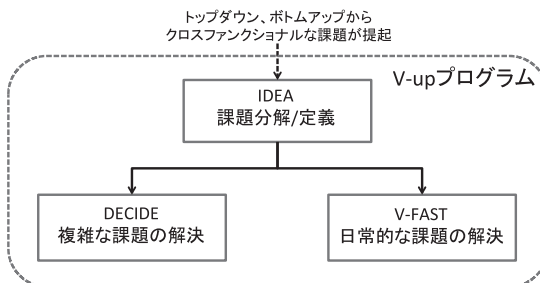 トップダウン、ボトムアップから
クロスファンクショナルな課題が提起
V-upプログラム
IDEA
課題分解/定義
DECIDE
複雑な課題の解決
V-FAST
日常的な課題の解決